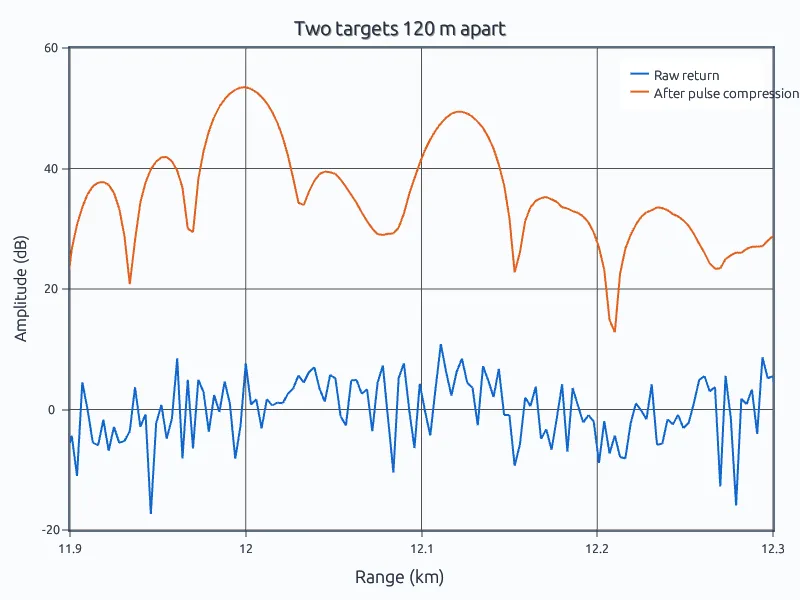 Two targets 120 m apart
Raw return
After pulse compression
60
40
20
0
-20
Amplitude (dB)
11.9
12
12.1
12.2
12.3
Range (km)